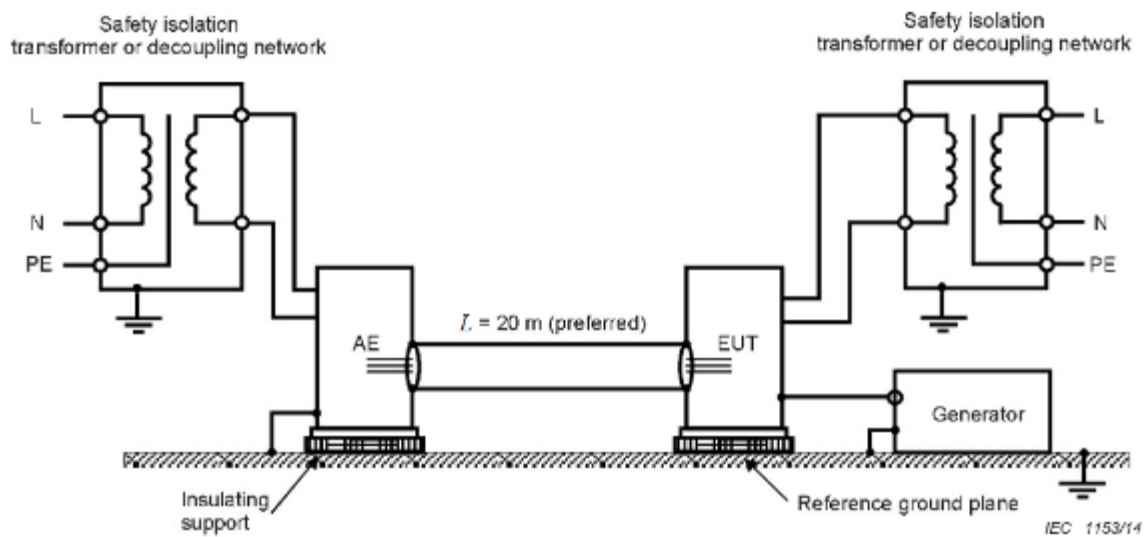 Safety isolation
transformer or decoupling network
Safety isolation
transformer or decoupling network
L
N
PE
L
N
PE
L = 20 m (preferred)
AE
EUT
Generator
Insulating
support
Reference ground plane
IEC 1153/14